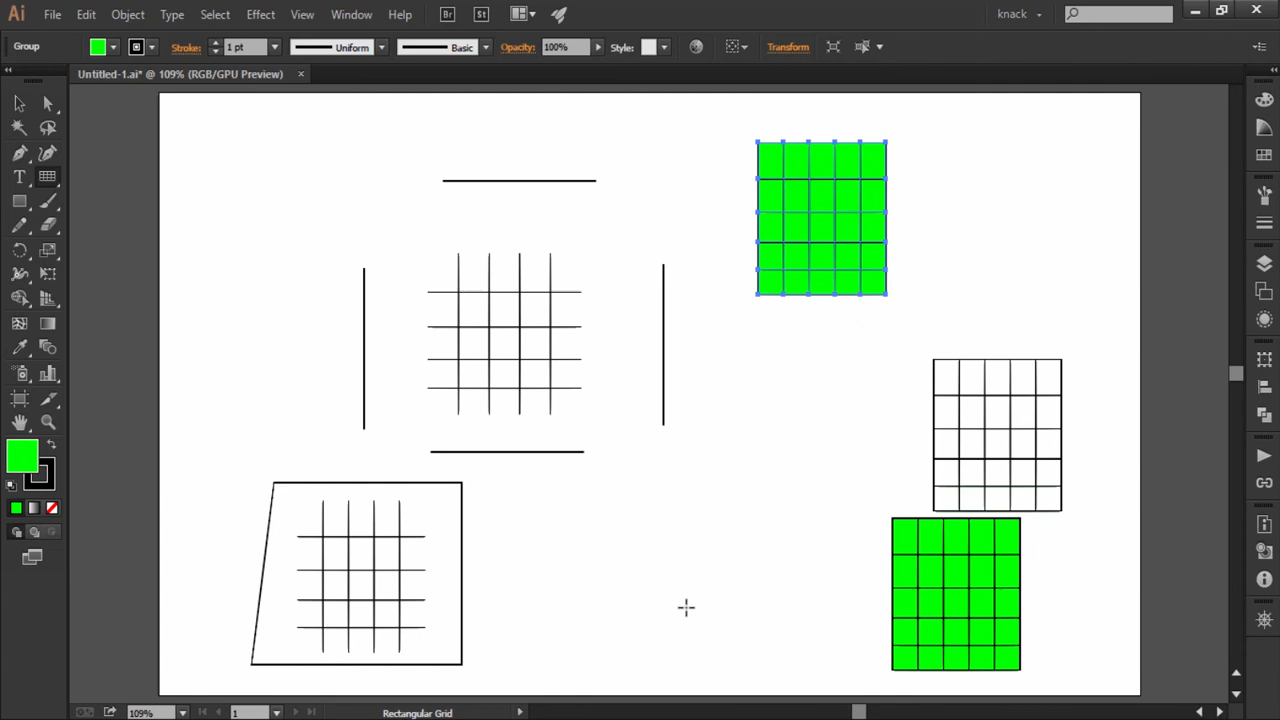 Ai File Edit Object Type Select Effect View Window Help Br St knack
Group Stroke: 1 pt Uniform Basic Opacity: 100% Style: Transform
Untitled-1.ai* @ 109% (RGB/GPU Preview) ×
T
109% 1 Rectangular Grid